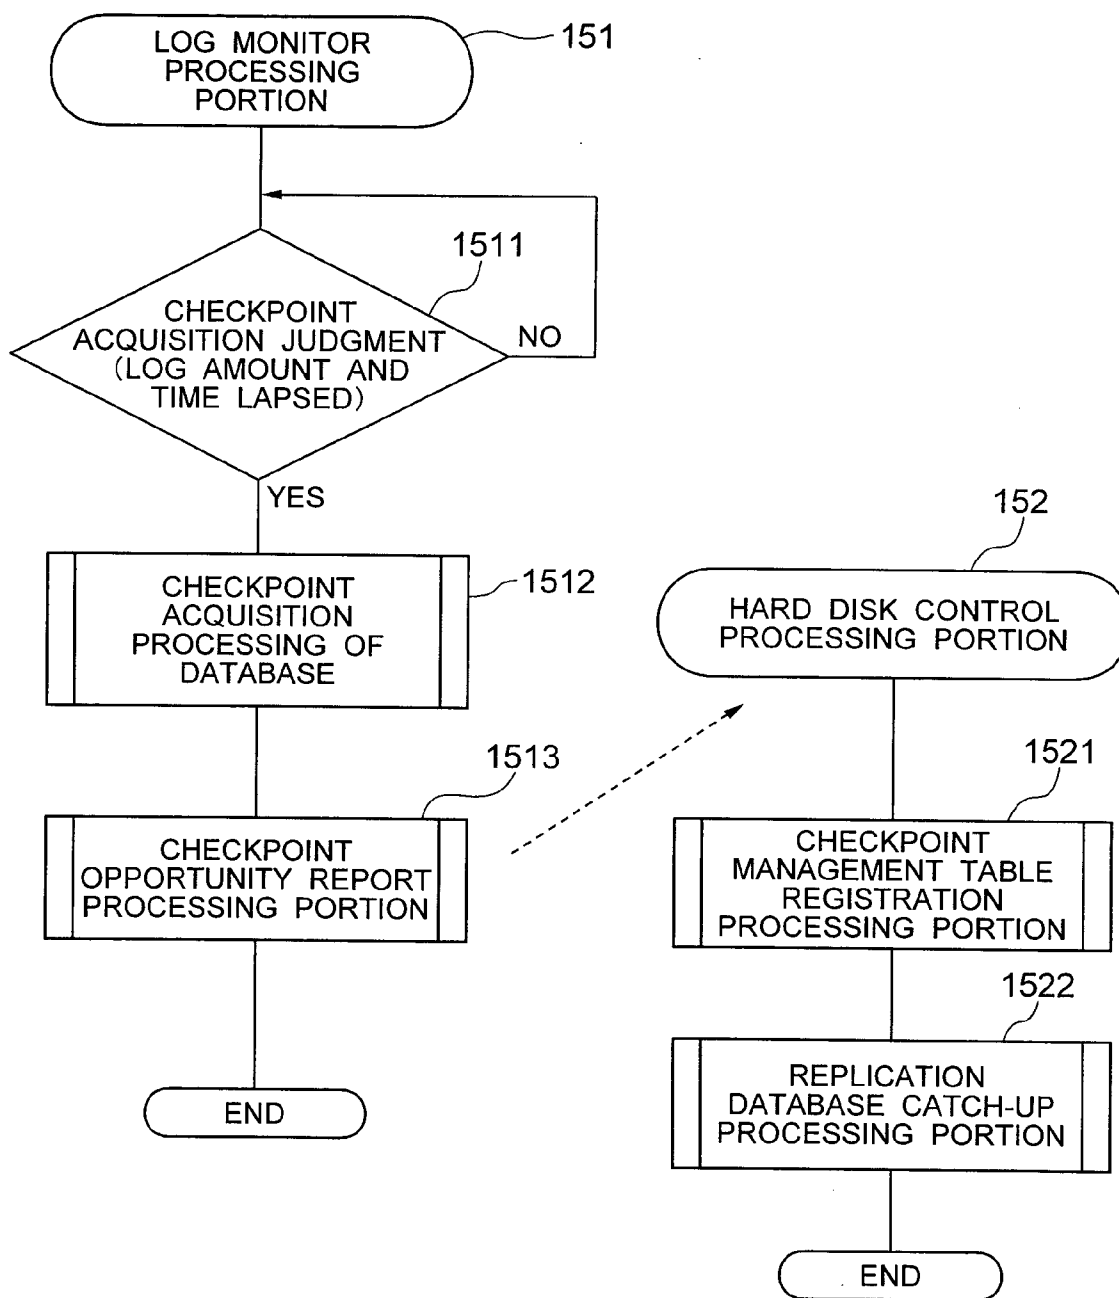 LOG MONITOR
PROCESSING
PORTION
151
1511
CHECKPOINT
ACQUISITION JUDGMENT
(LOG AMOUNT AND
TIME LAPSED)
NO
YES
CHECKPOINT
ACQUISITION
PROCESSING OF
DATABASE
1512
1513
CHECKPOINT
OPPORTUNITY REPORT
PROCESSING PORTION
END
152
HARD DISK CONTROL
PROCESSING PORTION
1521
CHECKPOINT
MANAGEMENT TABLE
REGISTRATION
PROCESSING PORTION
1522
REPLICATION
DATABASE CATCH-UP
PROCESSING PORTION
END